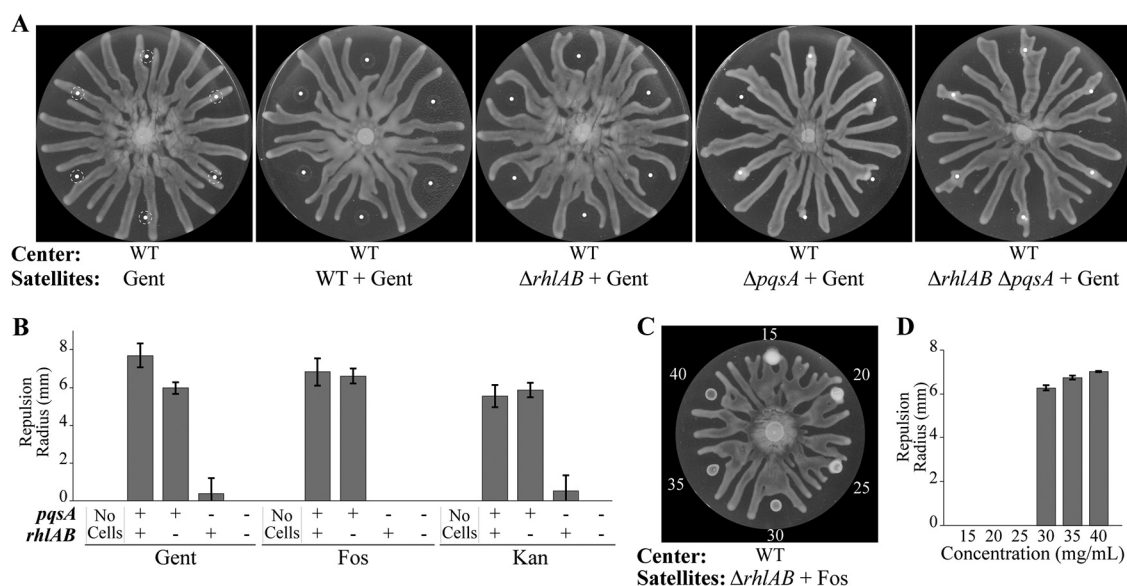 A
Center: WT WT WT WT WT
Satellites: Gent WT + Gent ΔrhlAB + Gent ΔpqsA + Gent ΔrhlAB ΔpqsA + Gent
B
Repulsion
Radius (mm)
8
6
4
2
0
pqsA No + + - - No + + - - No + + - -
rhlAB Cells + - + - Cells + - + - Cells + - + -
Gent Fos Kan
C
15
40 20
35 25
30
Center: WT
Satellites: ΔrhlAB + Fos
D
Repulsion
Radius (mm)
8
6
4
2
0
15 20 25 30 35 40
Concentration (mg/mL)